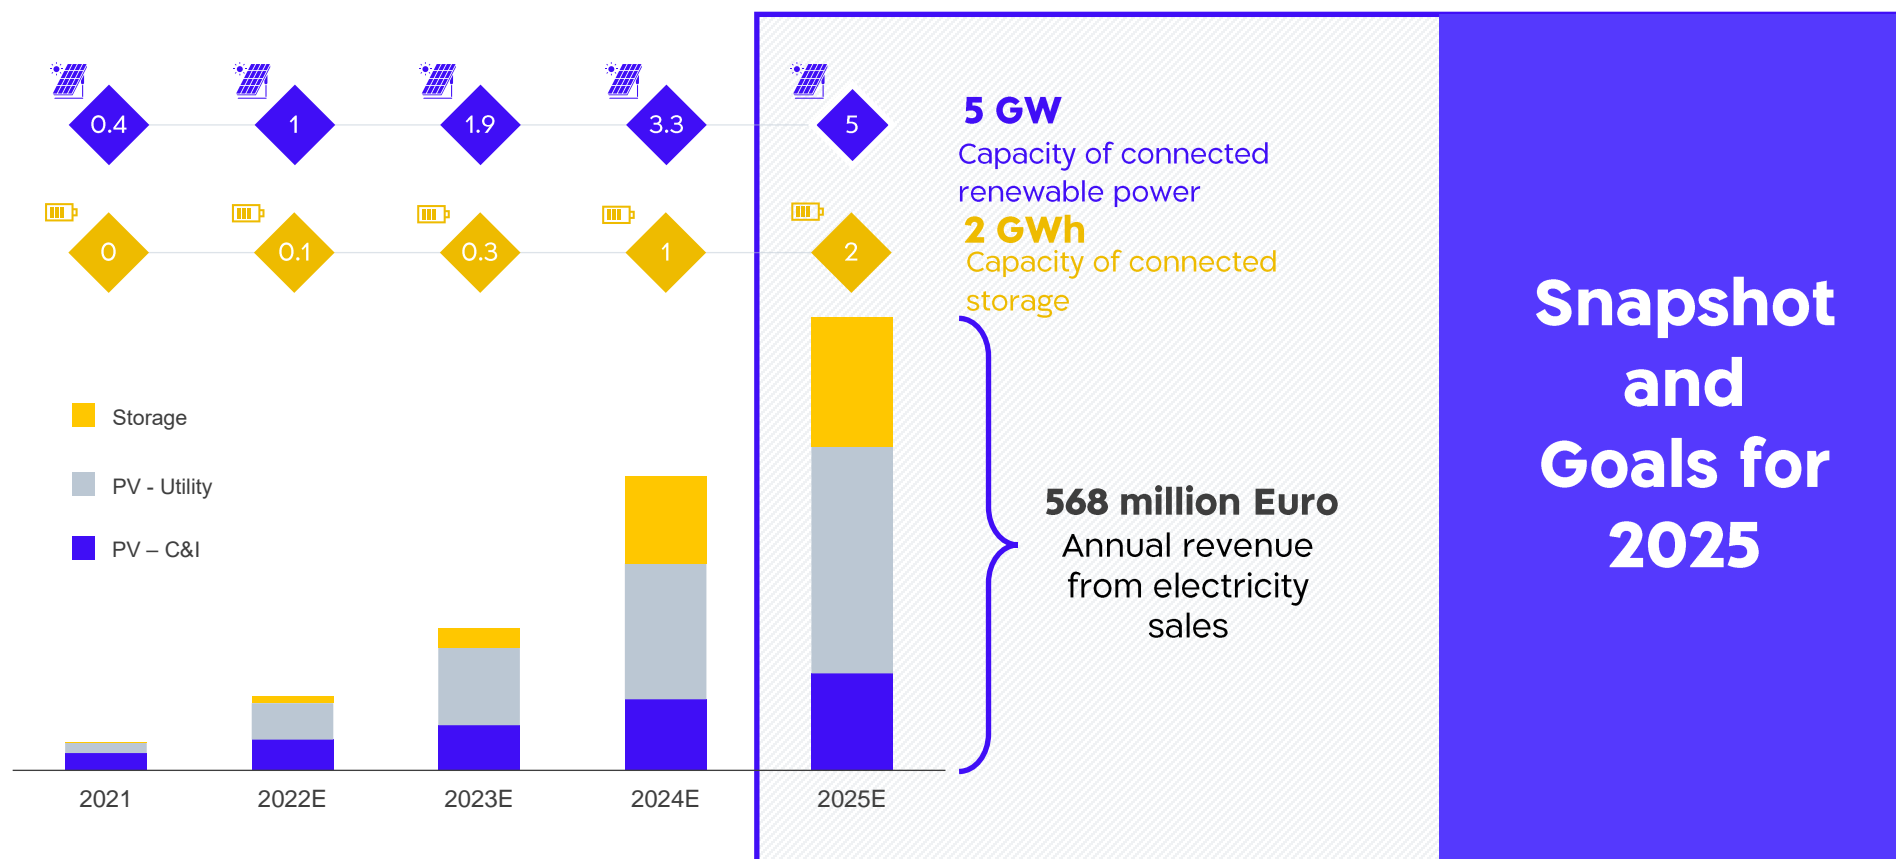 0.4
1
1.9
3.3
5
5 GW
Capacity of connected
renewable power
0
0.1
0.3
1
2
2 GWh
Capacity of connected
storage
Storage
PV - Utility
PV – C&I
568 million Euro
Annual revenue
from electricity
sales
2021
2022E
2023E
2024E
2025E
Snapshot
and
Goals for
2025